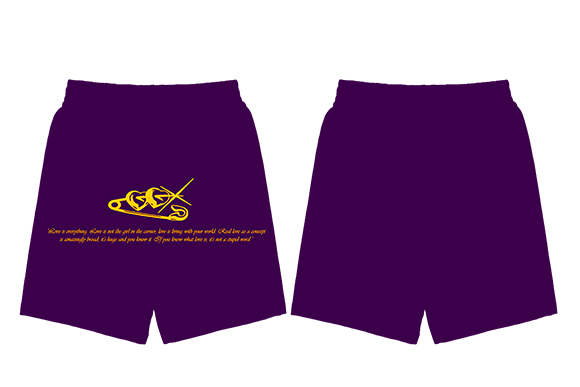 "Love is everything. Love is not the girl in the corner, love is living with your world. Real love as a concept
is amazingly broad, it's huge and you know it. If you know what love is, it's not a stupid word."